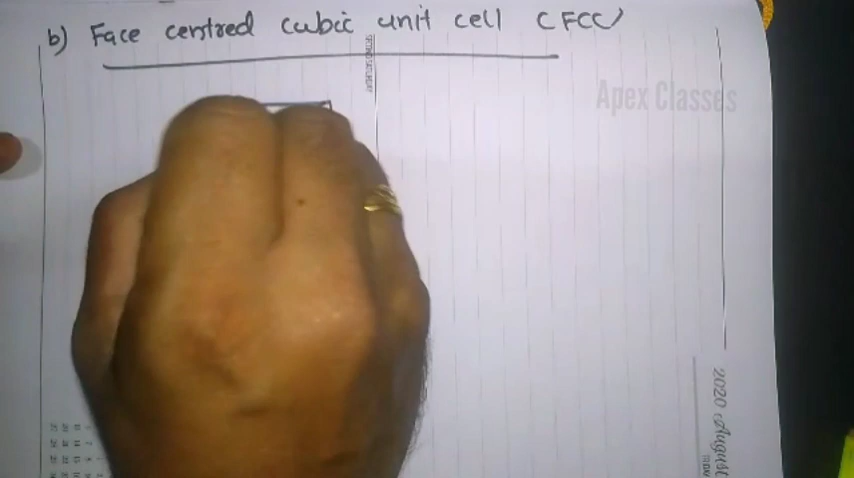 b) Face centred cubic unit cell (FCC)
Apex Classes
2020 August